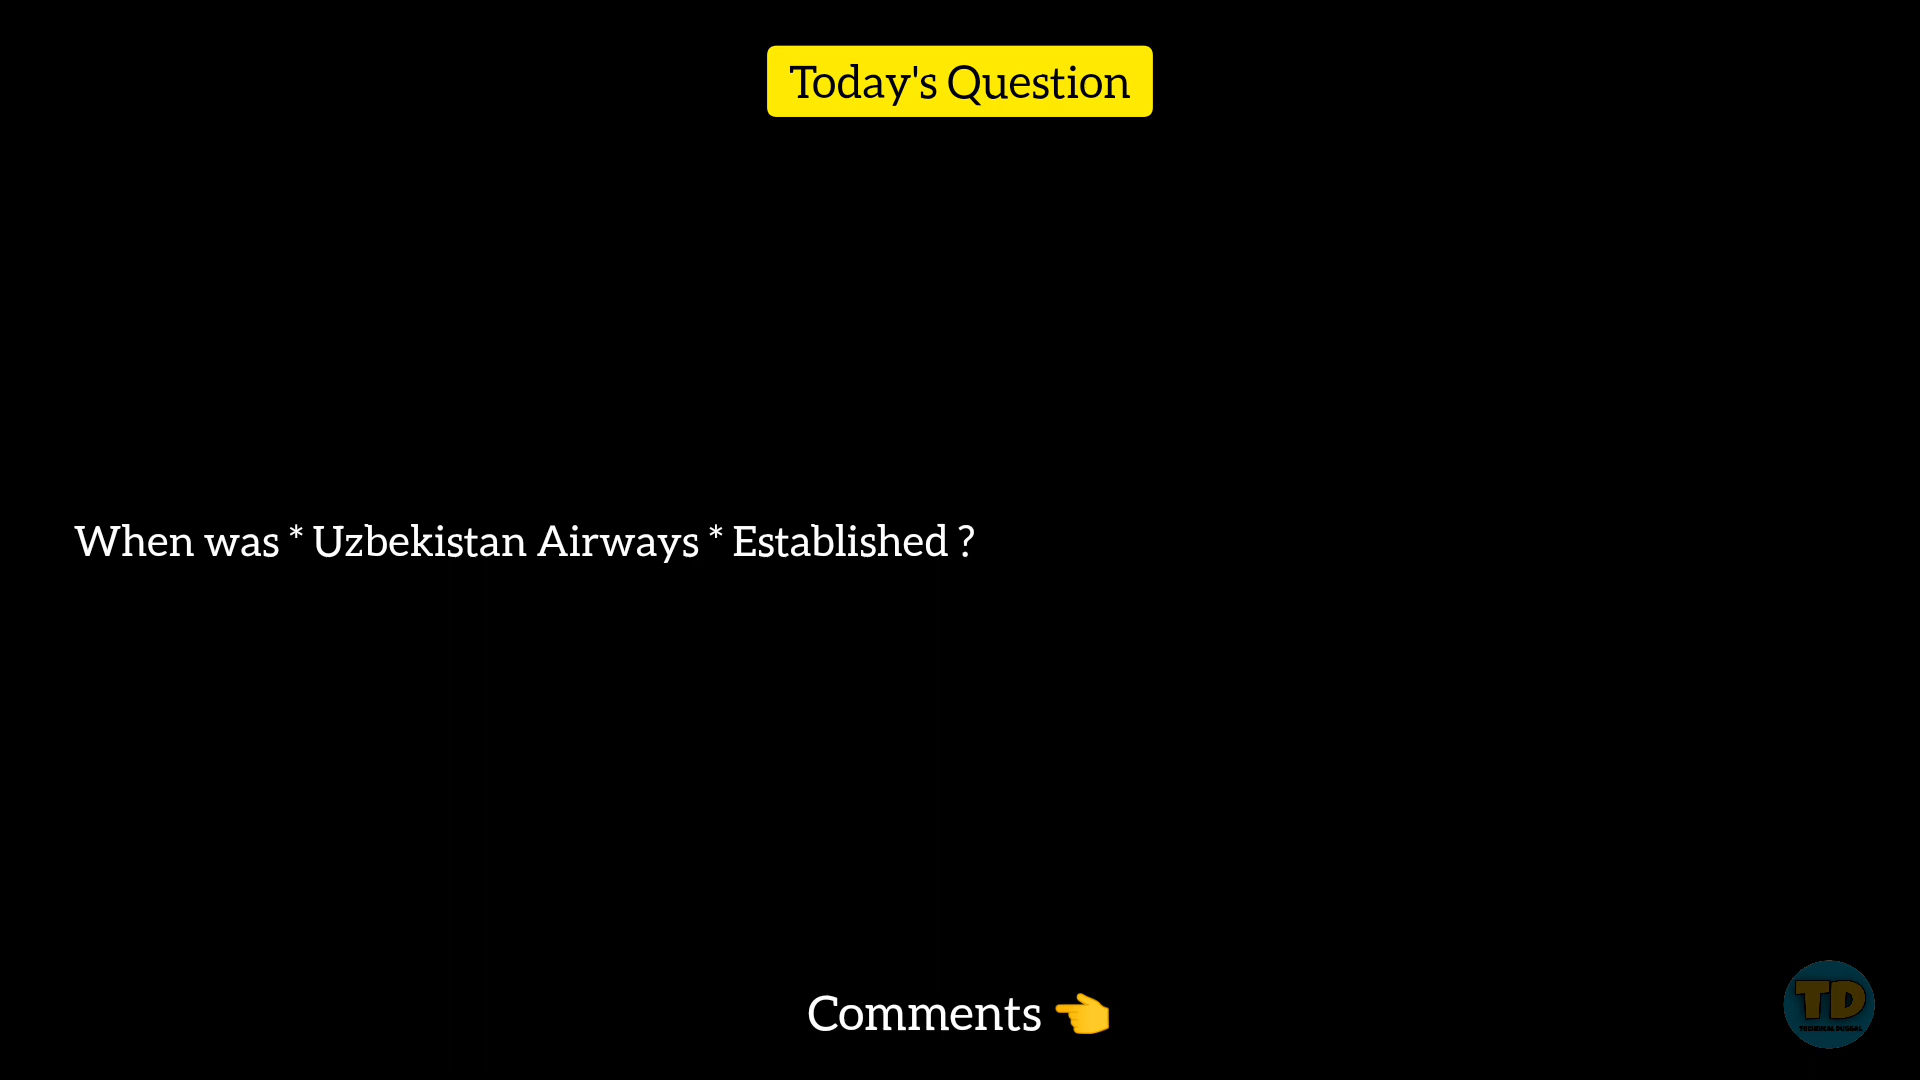 Today's Question
When was * Uzbekistan Airways * Established ?
Comments 👈
TD